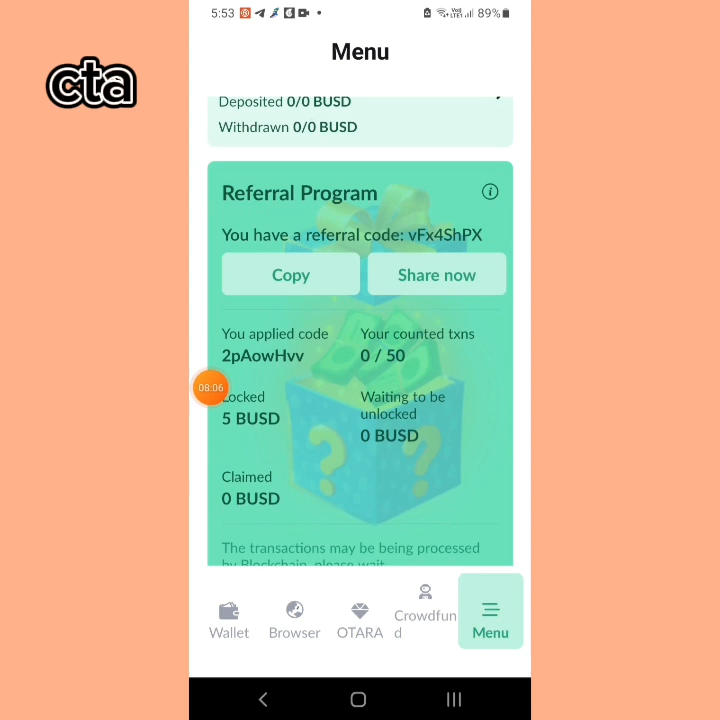 5:53
VoD
LTE1
89%
cta
Menu
Deposited 0/0 BUSD
Withdrawn 0/0 BUSD
Referral Program
You have a referral code: vFx4ShPX
Copy
Share now
You applied code
2pAowHvv
Your counted txns
0 / 50
08:06
Locked
5 BUSD
Waiting to be
unlocked
0 BUSD
Claimed
0 BUSD
The transactions may be being processed
by Blockchain, please wait
Wallet
Browser
OTARA
Crowdfun
d
Menu